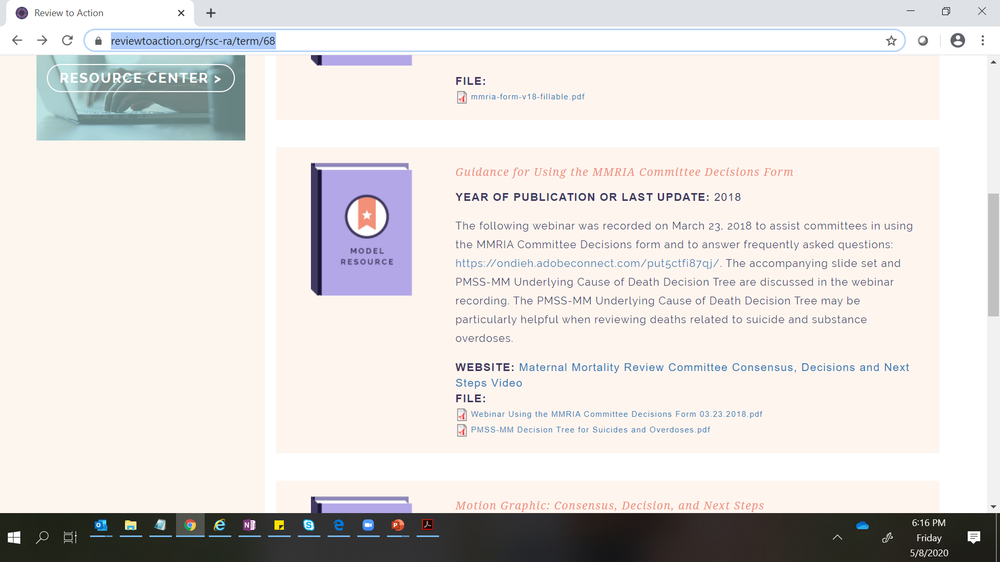 Review to Action
reviewtoaction.org/rsc-ra/term/68
RESOURCE CENTER >
FILE:
mmria-form-v18-fillable.pdf
MODEL
RESOURCE
Guidance for Using the MMRIA Committee Decisions Form
YEAR OF PUBLICATION OR LAST UPDATE: 2018
The following webinar was recorded on March 23, 2018 to assist committees in using
the MMRIA Committee Decisions form and to answer frequently asked questions:
https://ondieh.adobeconnect.com/put5ctfi87qj/. The accompanying slide set and
PMSS-MM Underlying Cause of Death Decision Tree are discussed in the webinar
recording. The PMSS-MM Underlying Cause of Death Decision Tree may be
particularly helpful when reviewing deaths related to suicide and substance
overdoses.
WEBSITE: Maternal Mortality Review Committee Consensus, Decisions and Next
Steps Video
FILE:
Webinar Using the MMRIA Committee Decisions Form 03.23.2018.pdf
PMSS-MM Decision Tree for Suicides and Overdoses.pdf
Motion Graphic: Consensus, Decision, and Next Steps
6:16 PM
Friday
5/8/2020